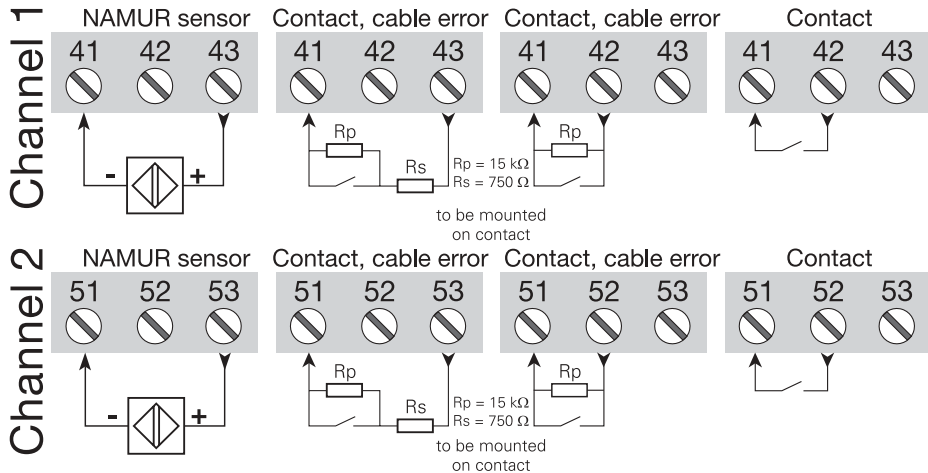 Channel 1
NAMUR sensor Contact, cable error Contact, cable error Contact
41 42 43 41 42 43 41 42 43 41 42 43
Rp Rp
Rs
Rp = 15 kΩ
Rs = 750 Ω
- +
to be mounted
on contact
Channel 2
NAMUR sensor Contact, cable error Contact, cable error Contact
51 52 53 51 52 53 51 52 53 51 52 53
Rp Rp
Rs
Rp = 15 kΩ
Rs = 750 Ω
- +
to be mounted
on contact